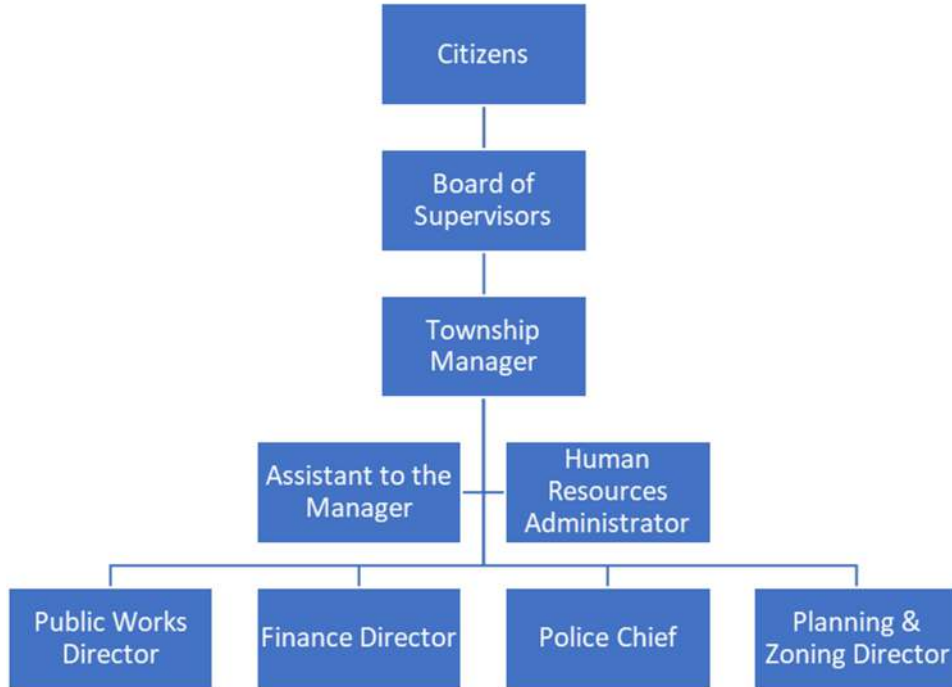 Citizens
Board of
Supervisors
Township
Manager
Assistant to the
Manager
Human
Resources
Administrator
Public Works
Director
Finance Director
Police Chief
Planning &
Zoning Director